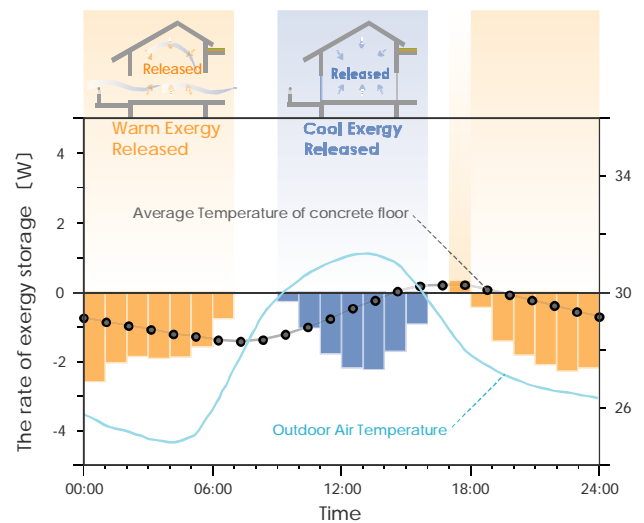 Released
Released
Warm Exergy
Released
Cool Exergy
Released
The rate of exergy storage [W]
4
2
0
-2
-4
34
30
28
26
Average Temperature of concrete floor
Outdoor Air Temperature
00:00
06:00
12:00
18:00
24:00
Time